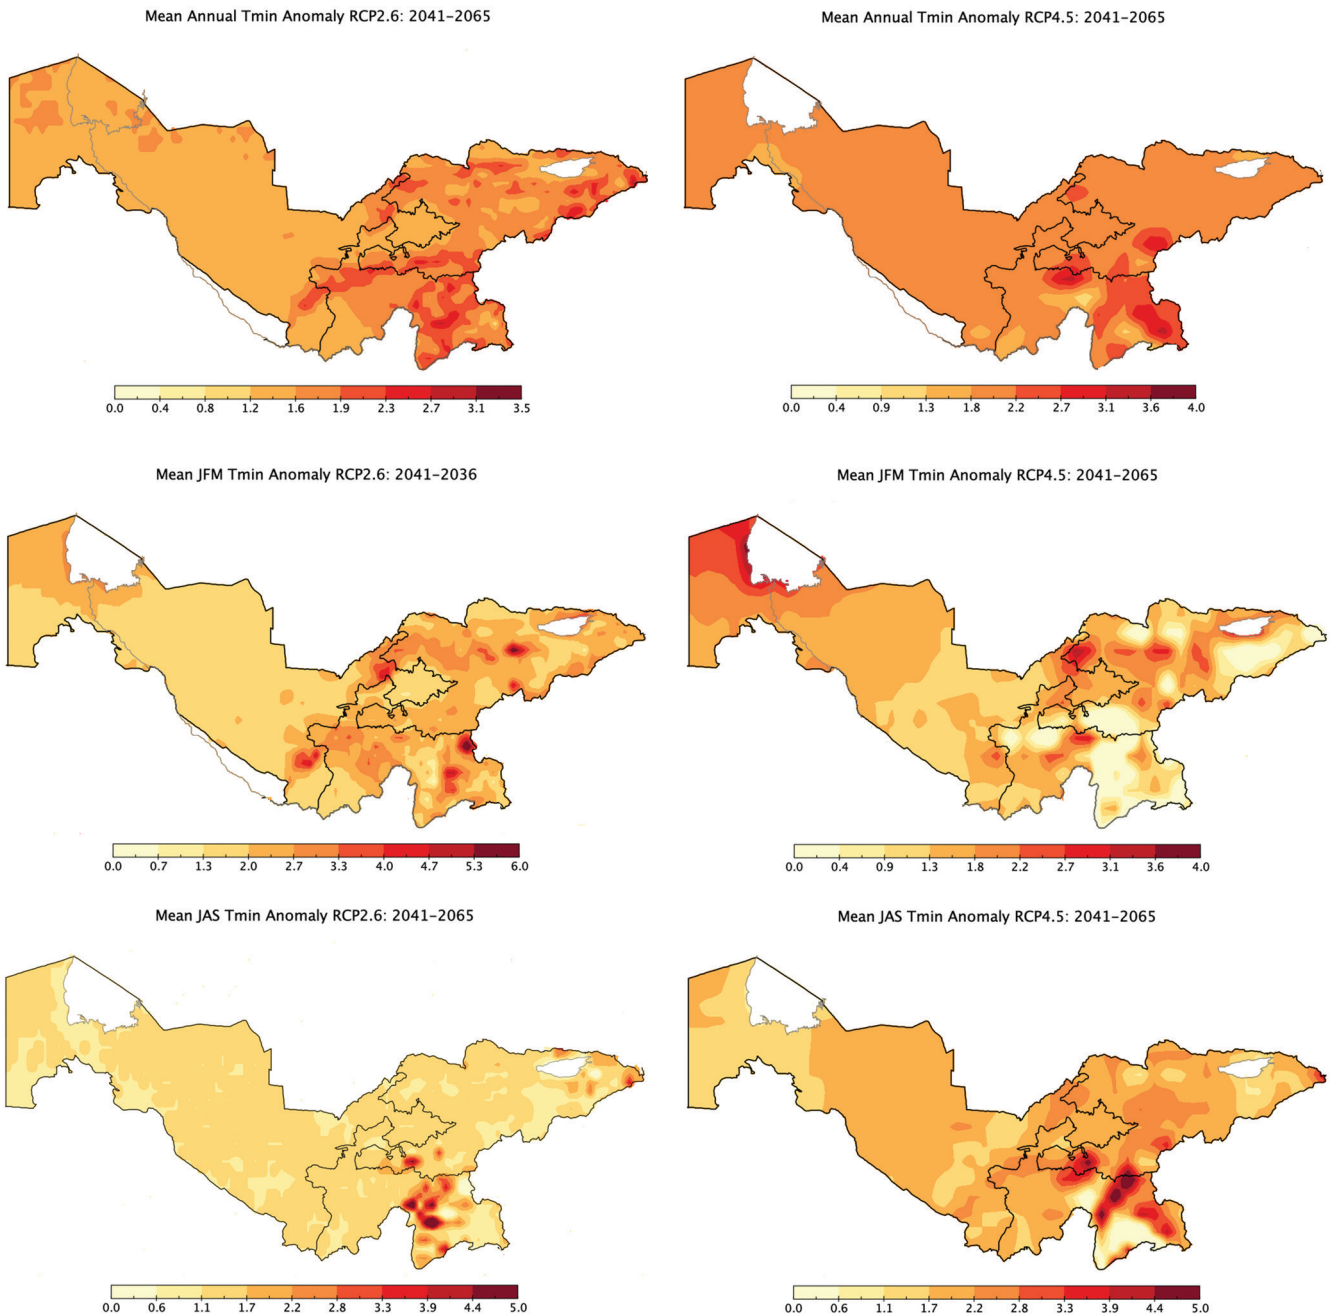 Mean Annual Tmin Anomaly RCP2.6: 2041-2065
Mean Annual Tmin Anomaly RCP4.5: 2041-2065
0.0 0.4 0.8 1.2 1.6 1.9 2.3 2.7 3.1 3.5
0.0 0.4 0.9 1.3 1.8 2.2 2.7 3.1 3.6 4.0
Mean JFM Tmin Anomaly RCP2.6: 2041-2036
Mean JFM Tmin Anomaly RCP4.5: 2041-2065
0.0 0.7 1.3 2.0 2.7 3.3 4.0 4.7 5.3 6.0
0.0 0.4 0.9 1.3 1.8 2.2 2.7 3.1 3.6 4.0
Mean JAS Tmin Anomaly RCP2.6: 2041-2065
Mean JAS Tmin Anomaly RCP4.5: 2041-2065
0.0 0.6 1.1 1.7 2.2 2.8 3.3 3.9 4.4 5.0
0.0 0.6 1.1 1.7 2.2 2.8 3.3 3.9 4.4 5.0